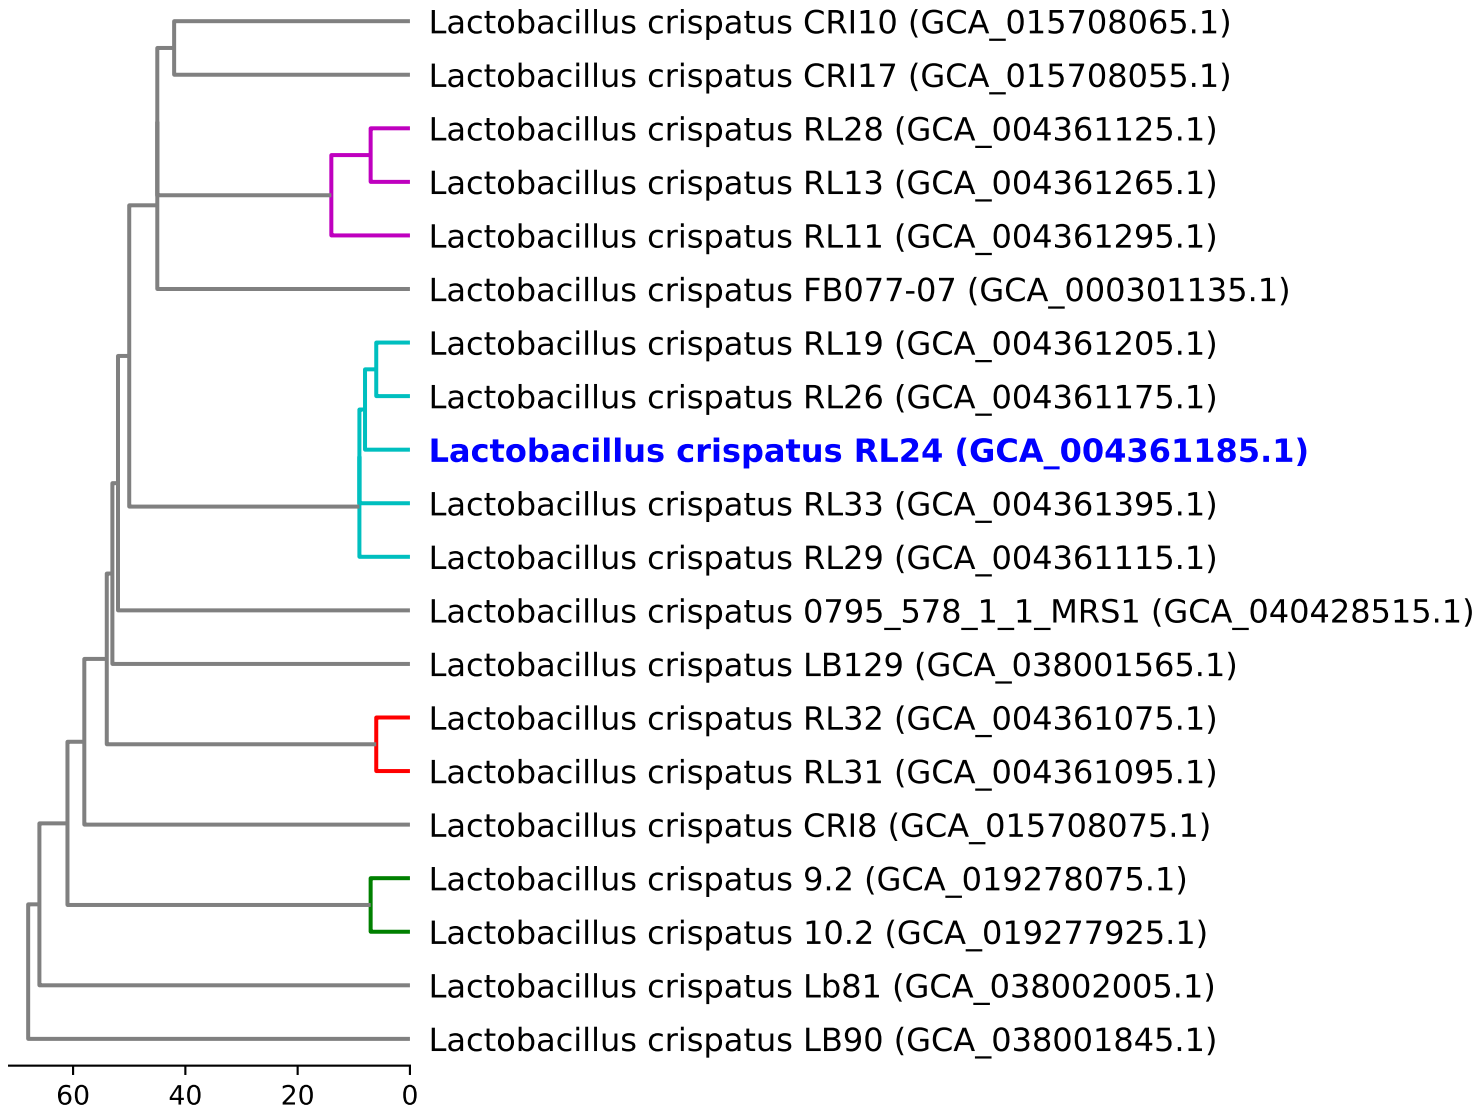 Lactobacillus crispatus CRI10 (GCA_015708065.1)
Lactobacillus crispatus CRI17 (GCA_015708055.1)
Lactobacillus crispatus RL28 (GCA_004361125.1)
Lactobacillus crispatus RL13 (GCA_004361265.1)
Lactobacillus crispatus RL11 (GCA_004361295.1)
Lactobacillus crispatus FB077-07 (GCA_000301135.1)
Lactobacillus crispatus RL19 (GCA_004361205.1)
Lactobacillus crispatus RL26 (GCA_004361175.1)
Lactobacillus crispatus RL24 (GCA_004361185.1)
Lactobacillus crispatus RL33 (GCA_004361395.1)
Lactobacillus crispatus RL29 (GCA_004361115.1)
Lactobacillus crispatus 0795_578_1_1_MRS1 (GCA_040428515.1)
Lactobacillus crispatus LB129 (GCA_038001565.1)
Lactobacillus crispatus RL32 (GCA_004361075.1)
Lactobacillus crispatus RL31 (GCA_004361095.1)
Lactobacillus crispatus CRI8 (GCA_015708075.1)
Lactobacillus crispatus 9.2 (GCA_019278075.1)
Lactobacillus crispatus 10.2 (GCA_019277925.1)
Lactobacillus crispatus Lb81 (GCA_038002005.1)
Lactobacillus crispatus LB90 (GCA_038001845.1)
60 40 20 0